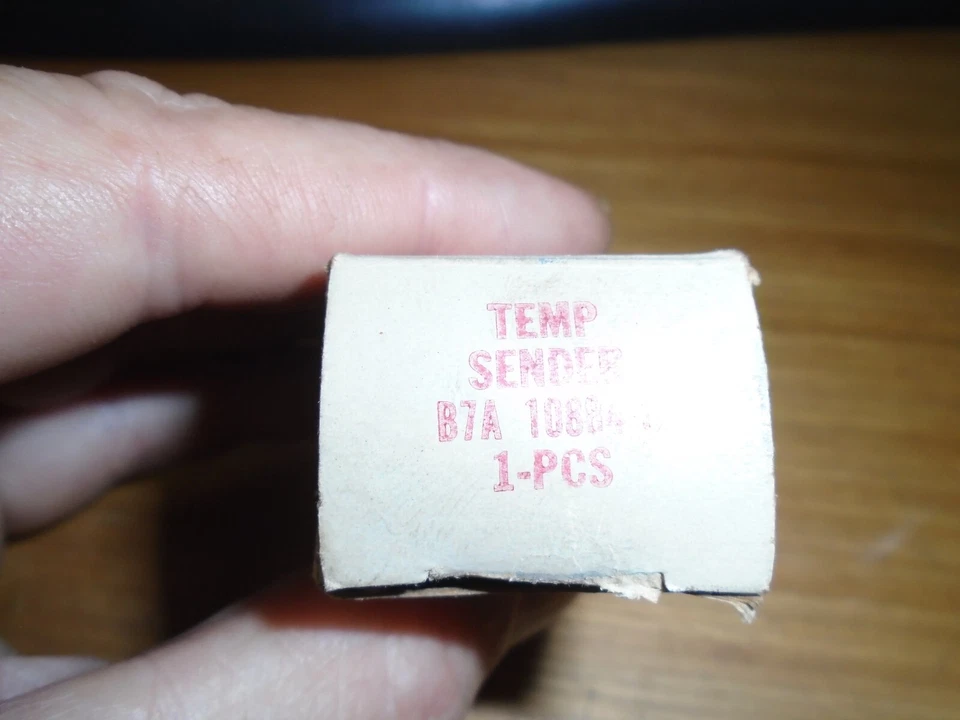 TEMP
SENDER
B7A 10884
1-PCS